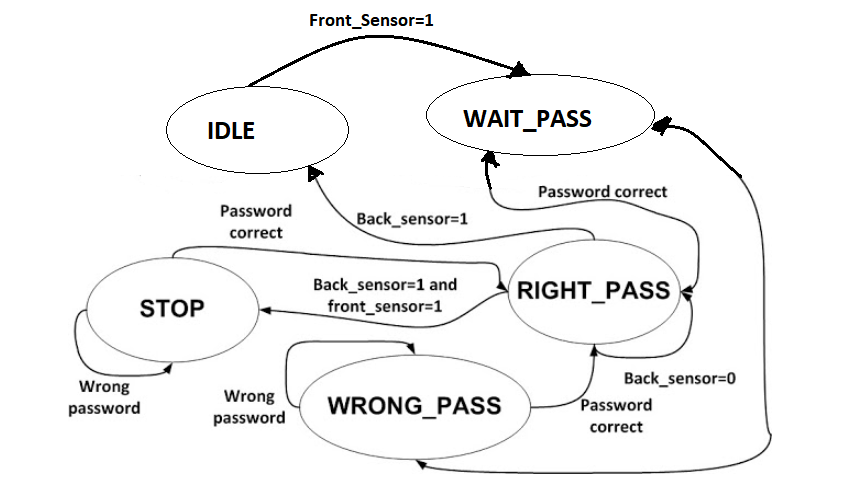 Front_Sensor=1
IDLE
WAIT_PASS
Password correct
Password
correct
Back_sensor=1
Back_sensor=1 and
front_sensor=1
RIGHT_PASS
STOP
Wrong
password
Wrong
password
WRONG_PASS
Back_sensor=0
Password
correct